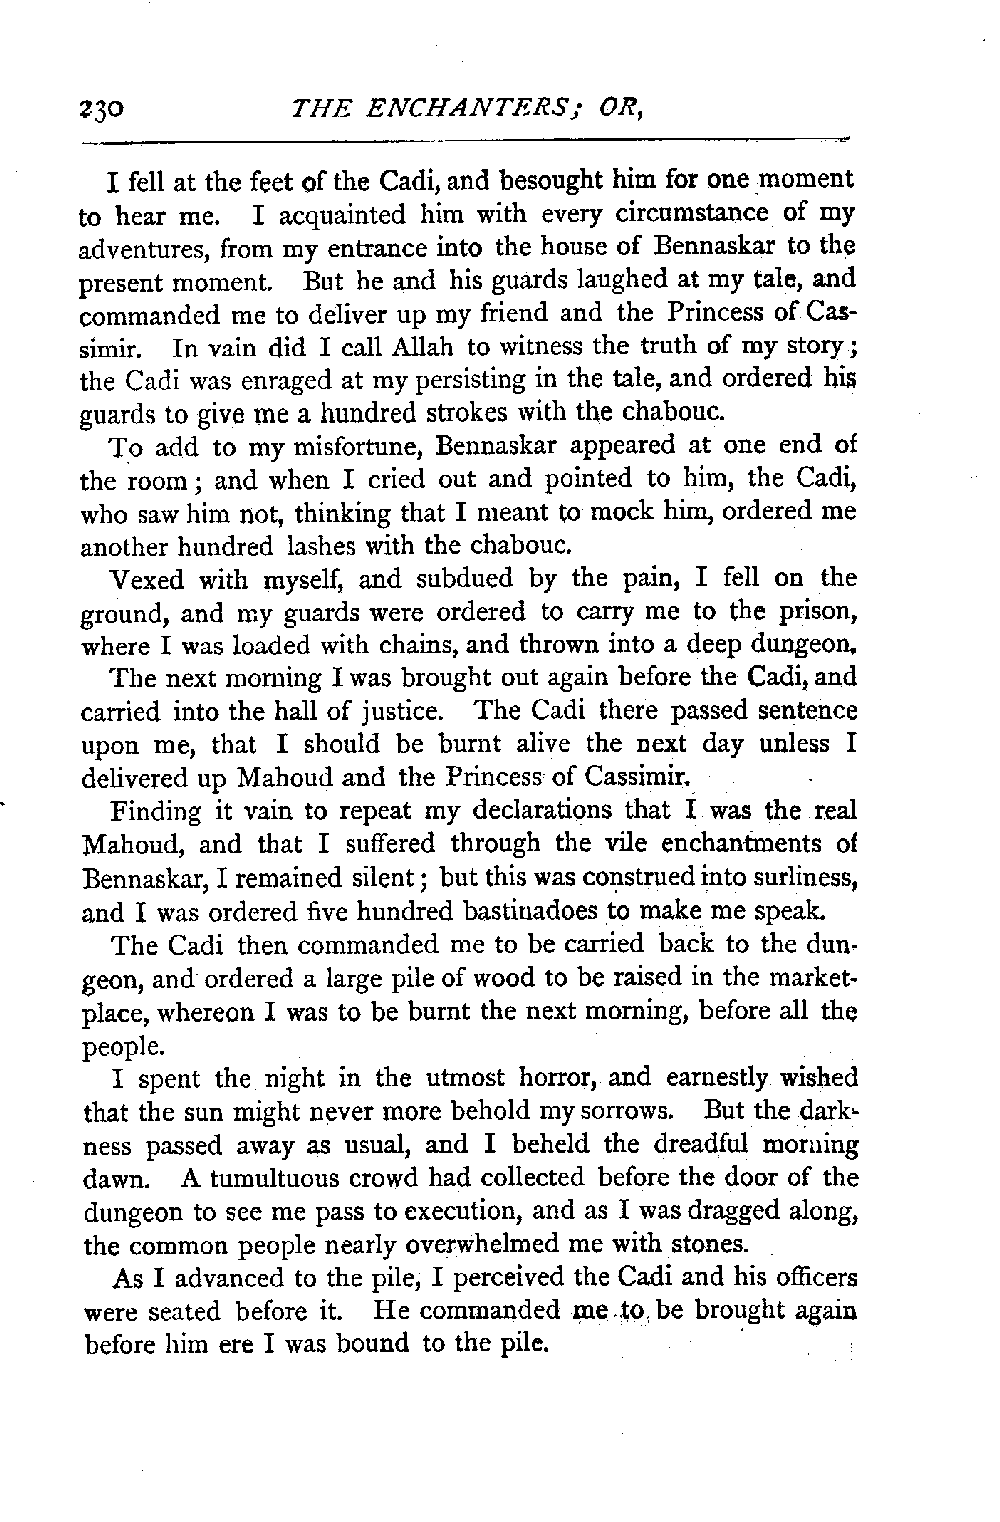 230 THE ENCHANTERS; OR,
I fell at the feet of the Cadi, and besought him for one moment
to hear me. I acquainted him with every circumstance of my
adventures, from my entrance into the house of Bennaskar to the
present moment. But he and his guards laughed at my tale, and
commanded me to deliver up my friend and the Princess of Cas-
simir. In vain did I call Allah to witness the truth of my story;
the Cadi was enraged at my persisting in the tale, and ordered his
guards to give me a hundred strokes with the chabouc.
To add to my misfortune, Bennaskar appeared at one end of
the room; and when I cried out and pointed to him, the Cadi,
who saw him not, thinking that I meant to mock him, ordered me
another hundred lashes with the chabouc.
Vexed with myself, and subdued by the pain, I fell on the
ground, and my guards were ordered to carry me to the prison,
where I was loaded with chains, and thrown into a deep dungeon.
The next morning I was brought out again before the Cadi, and
carried into the hall of justice. The Cadi there passed sentence
upon me, that I should be burnt alive the next day unless I
delivered up Mahoud and the Princess of Cassimir.
Finding it vain to repeat my declarations that I was the real
Mahoud, and that I suffered through the vile enchantments of
Bennaskar, I remained silent; but this was construed into surliness,
and I was ordered five hundred bastinadoes to make me speak.
The Cadi then commanded me to be carried back to the dun-
geon, and ordered a large pile of wood to be raised in the market-
place, whereon I was to be burnt the next morning, before all the
people.
I spent the night in the utmost horror, and earnestly wished
that the sun might never more behold my sorrows. But the dark-
ness passed away as usual, and I beheld the dreadful morning
dawn. A tumultuous crowd had collected before the door of the
dungeon to see me pass to execution, and as I was dragged along,
the common people nearly overwhelmed me with stones.
As I advanced to the pile, I perceived the Cadi and his officers
were seated before it. He commanded me to be brought again
before him ere I was bound to the pile.